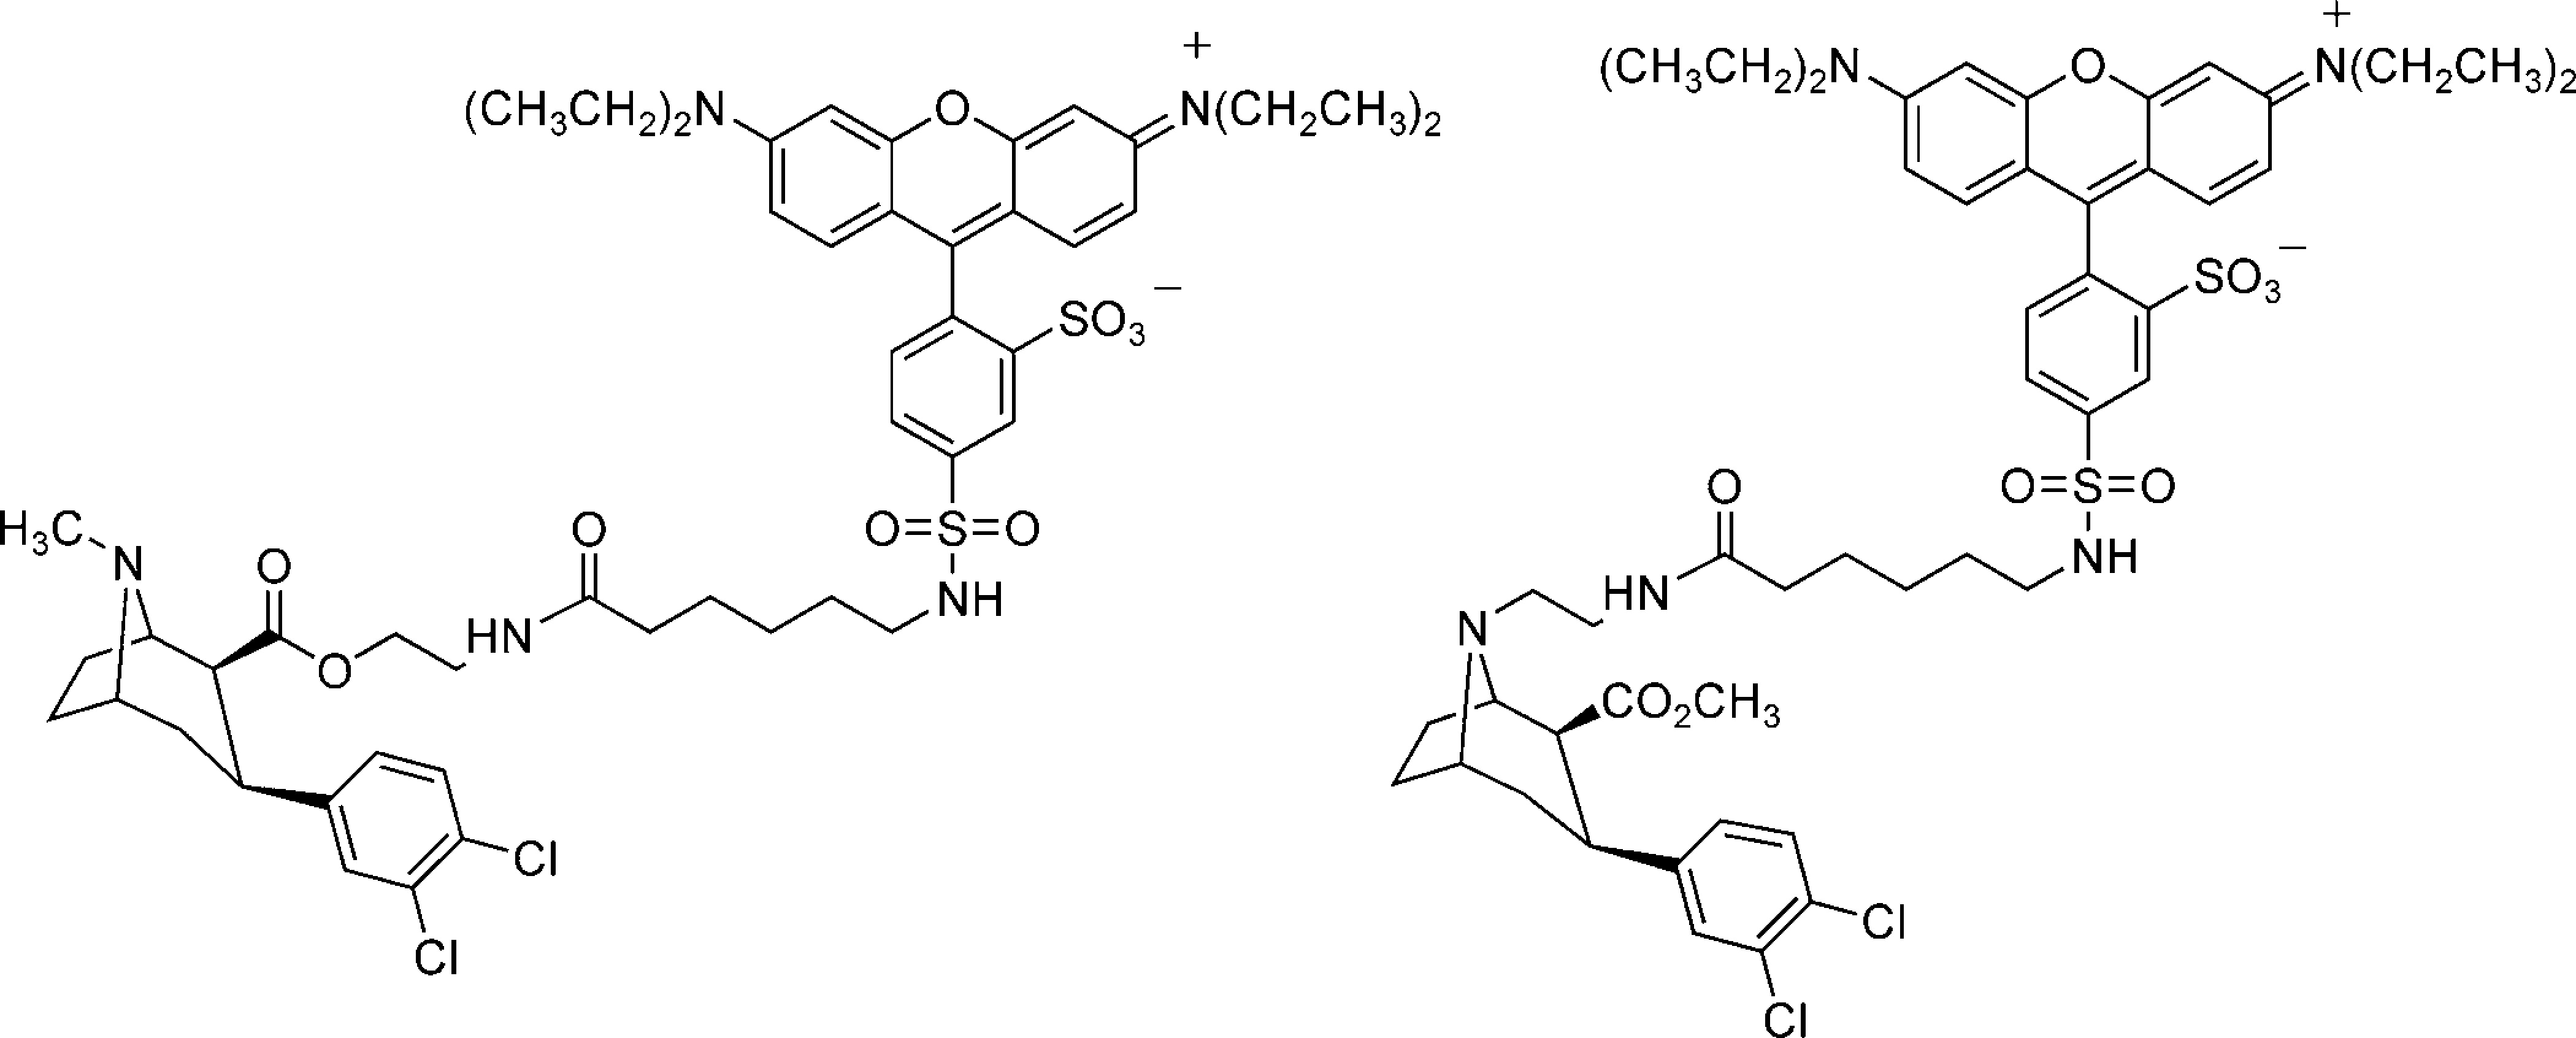 (CH3CH2)2N O + N(CH2CH3)2
SO3 −
O=S=O
H3C N O O HN O NH
Cl
Cl
(CH3CH2)2N O + N(CH2CH3)2
SO3 −
O=S=O
N HN O NH
CO2CH3
Cl
Cl